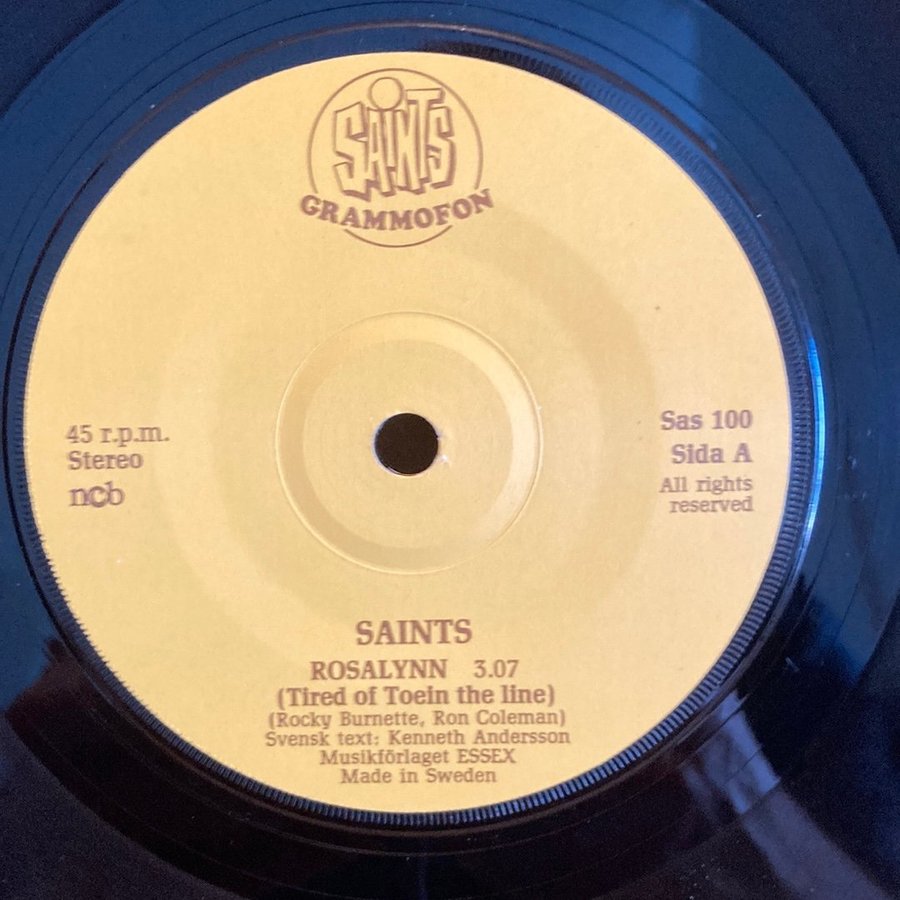 SAINTS
GRAMMOFON
45 r.p.m.
Stereo
ncb
Sas 100
Sida A
All rights
reserved
SAINTS
ROSALYNN 3.07
(Tired of Toein the line)
(Rocky Burnette, Ron Coleman)
Svensk text: Kenneth Andersson
Musikförlaget ESSEX
Made in Sweden